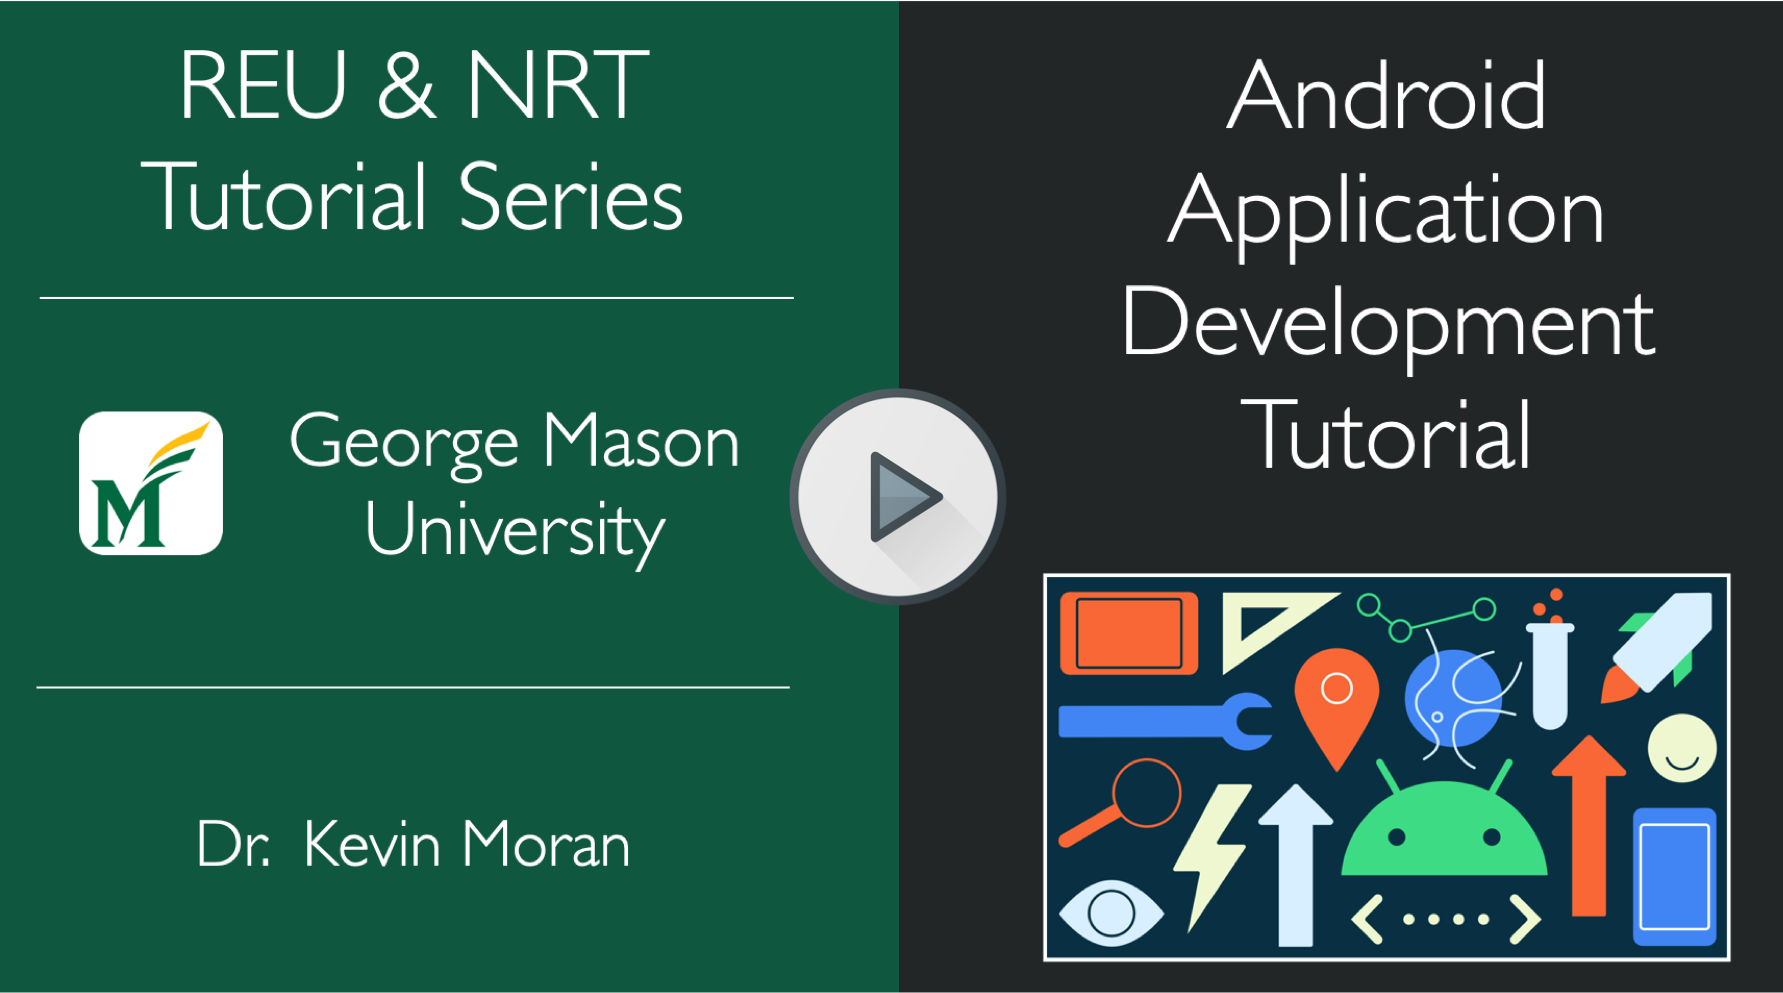 REU & NRT
Tutorial Series
George Mason
University
M
Dr. Kevin Moran
Android
Application
Development
Tutorial